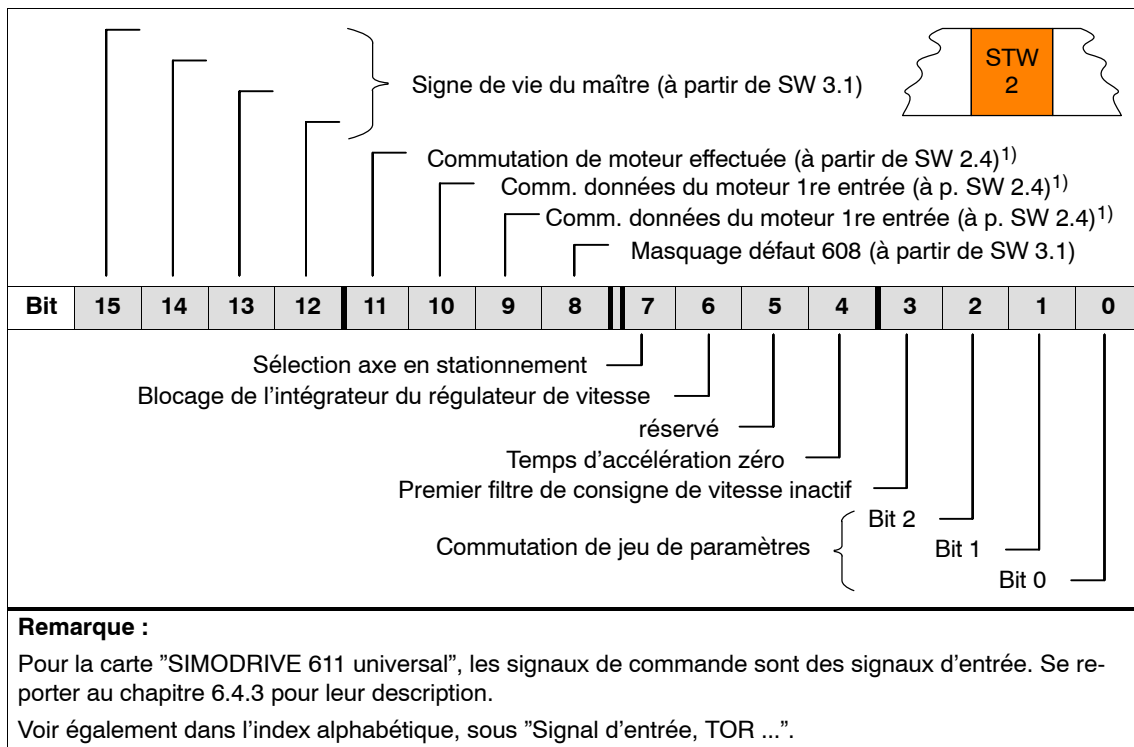 STW
2
Signe de vie du maître (à partir de SW 3.1)
Commutation de moteur effectuée (à partir de SW 2.4)1)
Comm. données du moteur 1re entrée (à p. SW 2.4)1)
Comm. données du moteur 1re entrée (à p. SW 2.4)1)
Masquage défaut 608 (à partir de SW 3.1)
Bit 15 14 13 12 11 10 9 8 7 6 5 4 3 2 1 0
Sélection axe en stationnement
Blocage de l'intégrateur du régulateur de vitesse
réservé
Temps d'accélération zéro
Premier filtre de consigne de vitesse inactif
Bit 2
Commutation de jeu de paramètres
Bit 1
Bit 0
Remarque :
Pour la carte ”SIMODRIVE 611 universal”, les signaux de commande sont des signaux d'entrée. Se re-
porter au chapitre 6.4.3 pour leur description.
Voir également dans l'index alphabétique, sous ”Signal d'entrée, TOR ...”.